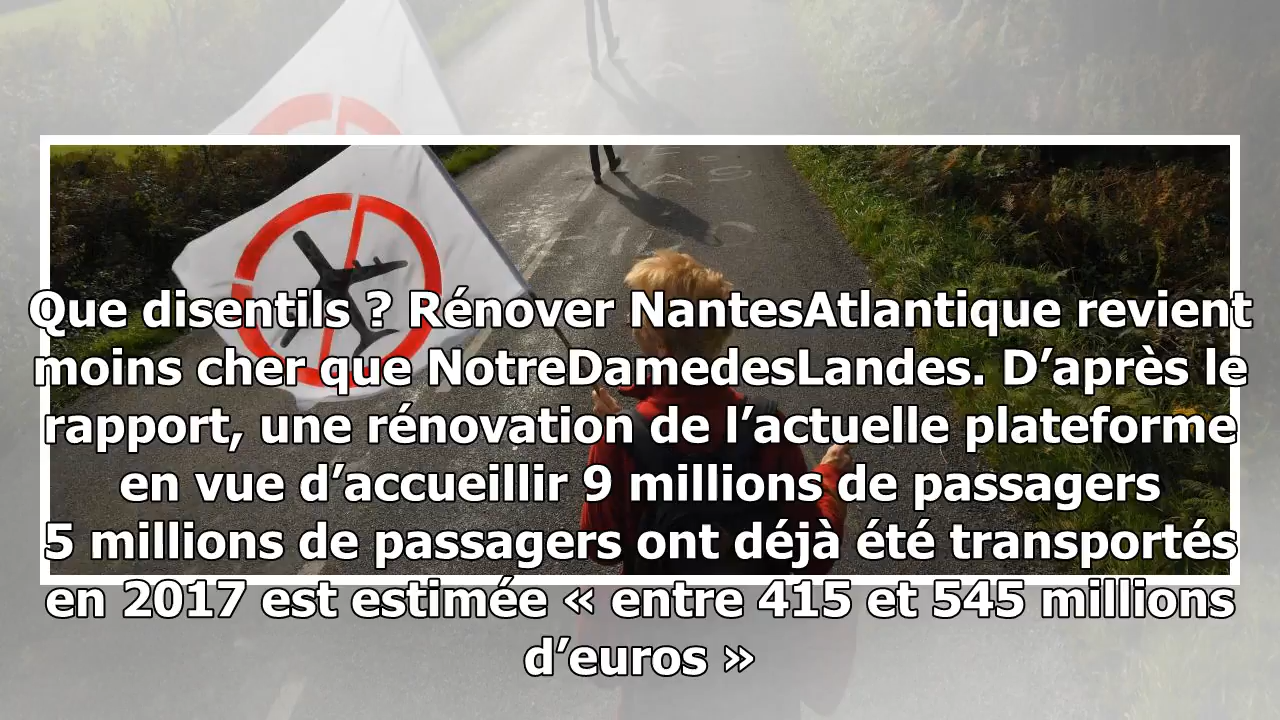 Que disentils ? Rénover NantesAtlantique revient
moins cher que NotreDamedesLandes. D’après le
rapport, une rénovation de l’actuelle plateforme
en vue d’accueillir 9 millions de passagers
5 millions de passagers ont déjà été transportés
en 2017 est estimée « entre 415 et 545 millions
d’euros »